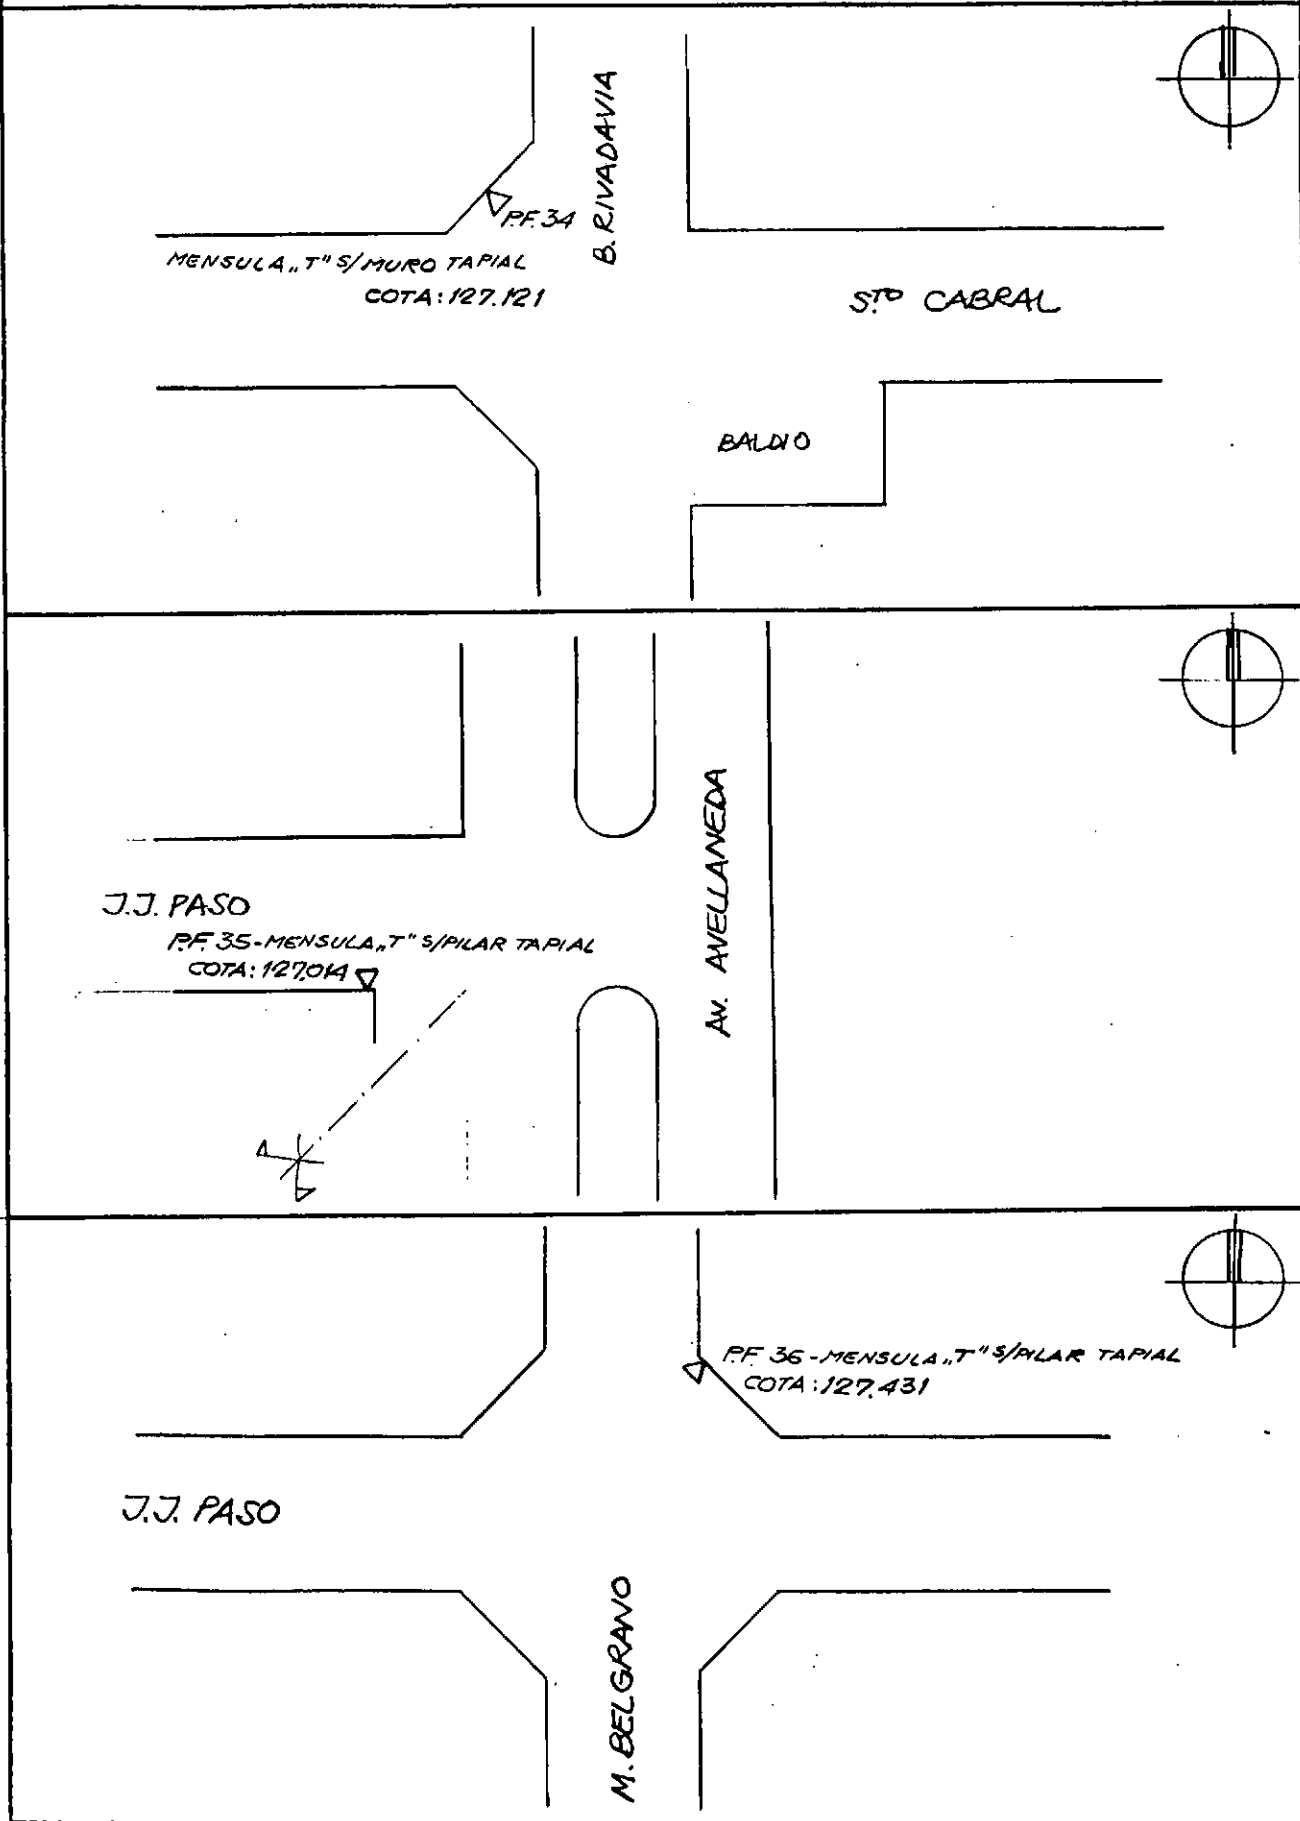 B. RIVADAVIA
P.F. 34
MENSULA „T" S/MURO TAPIAL
COTA: 127.121
STO CABRAL
BALDIO
AV. AVELLANEDA
J.J. PASO
P.F. 35-MENSULA „T" S/PILAR TAPIAL
COTA: 127.014
P.F. 36-MENSULA „T" S/PILAR TAPIAL
COTA: 127.431
J.J. PASO
M. BELGRANO